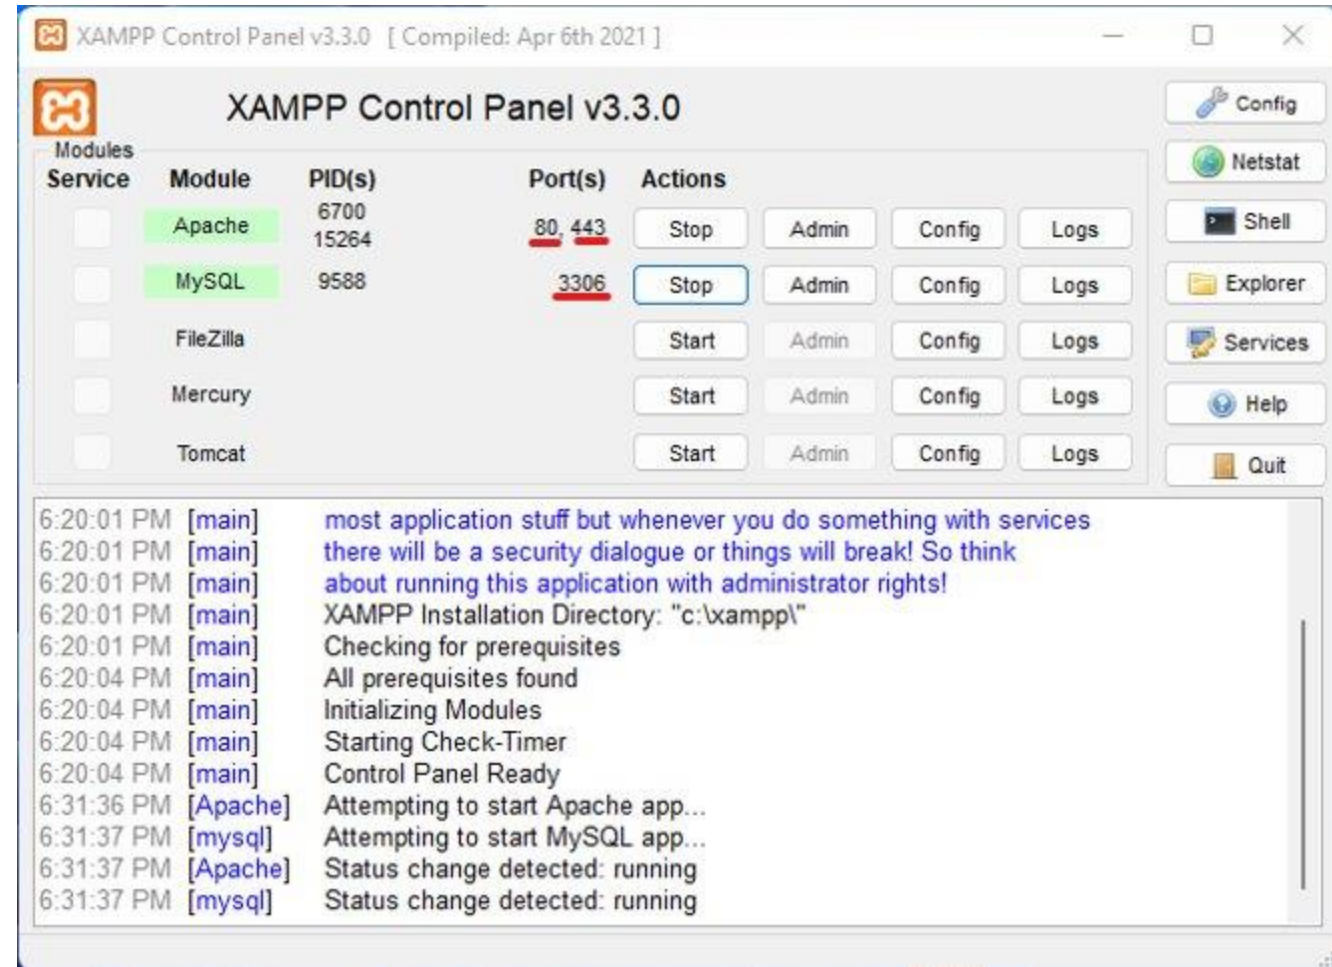 XAMPP Control Panel v3.3.0 [ Compiled: Apr 6th 2021 ]
XAMPP Control Panel v3.3.0
Config
Modules
Service Module PID(s) Port(s) Actions
Netstat
Apache 6700 15264 80, 443 Stop Admin Config Logs
Shell
MySQL 9588 3306 Stop Admin Config Logs
Explorer
FileZilla Start Admin Config Logs
Services
Mercury Start Admin Config Logs
Help
Tomcat Start Admin Config Logs
Quit
6:20:01 PM [main] most application stuff but whenever you do something with services
6:20:01 PM [main] there will be a security dialogue or things will break! So think
6:20:01 PM [main] about running this application with administrator rights!
6:20:01 PM [main] XAMPP Installation Directory: "c:\xampp\"
6:20:01 PM [main] Checking for prerequisites
6:20:04 PM [main] All prerequisites found
6:20:04 PM [main] Initializing Modules
6:20:04 PM [main] Starting Check-Timer
6:20:04 PM [main] Control Panel Ready
6:31:36 PM [Apache] Attempting to start Apache app...
6:31:37 PM [mysql] Attempting to start MySQL app...
6:31:37 PM [Apache] Status change detected: running
6:31:37 PM [mysql] Status change detected: running